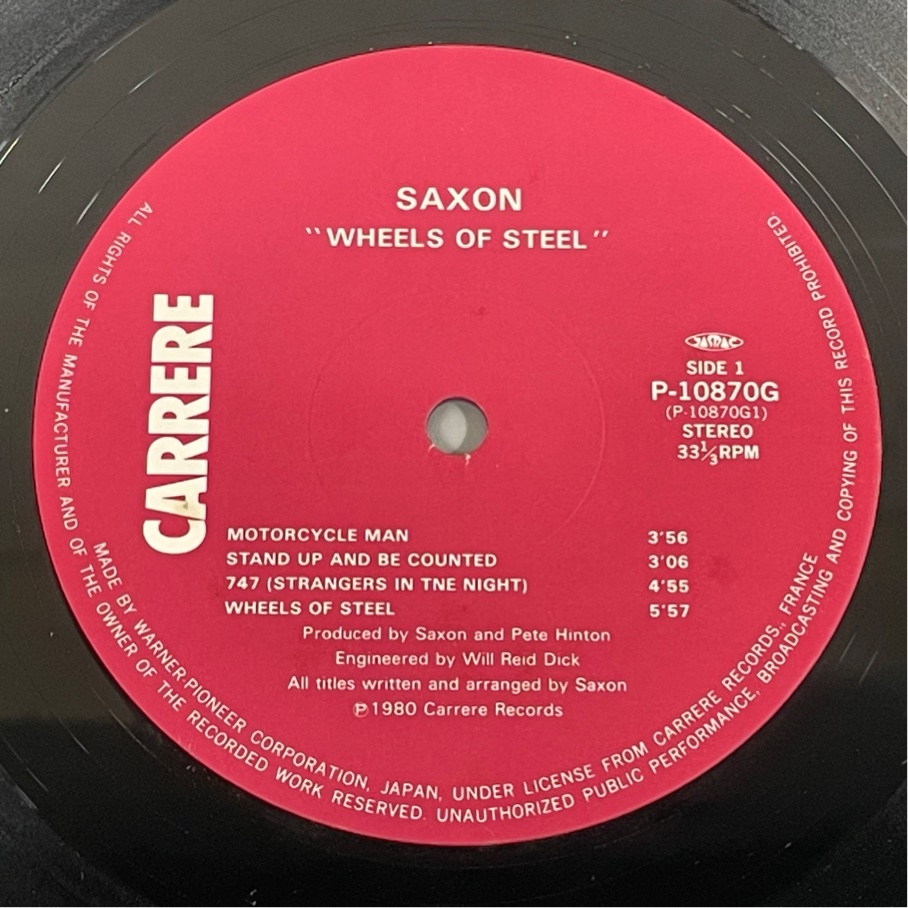 SAXON
"WHEELS OF STEEL"
CARRERE
JASRAC
SIDE 1
P-10870G
(P-10870G1)
STEREO
33⅓RPM
MOTORCYCLE MAN 3'56
STAND UP AND BE COUNTED 3'06
747 (STRANGERS IN TNE NIGHT) 4'55
WHEELS OF STEEL 5'57
Produced by Saxon and Pete Hinton
Engineered by Will Reid Dick
All titles written and arranged by Saxon
℗1980 Carrere Records
MADE BY WARNER-PIONEER CORPORATION, JAPAN, UNDER LICENSE FROM CARRERE RECORDS., FRANCE
ALL RIGHTS OF THE MANUFACTURER AND OF THE OWNER OF THE RECORDED WORK RESERVED. UNAUTHORIZED PUBLIC PERFORMANCE, BROADCASTING AND COPYING OF THIS RECORD PROHIBITED.